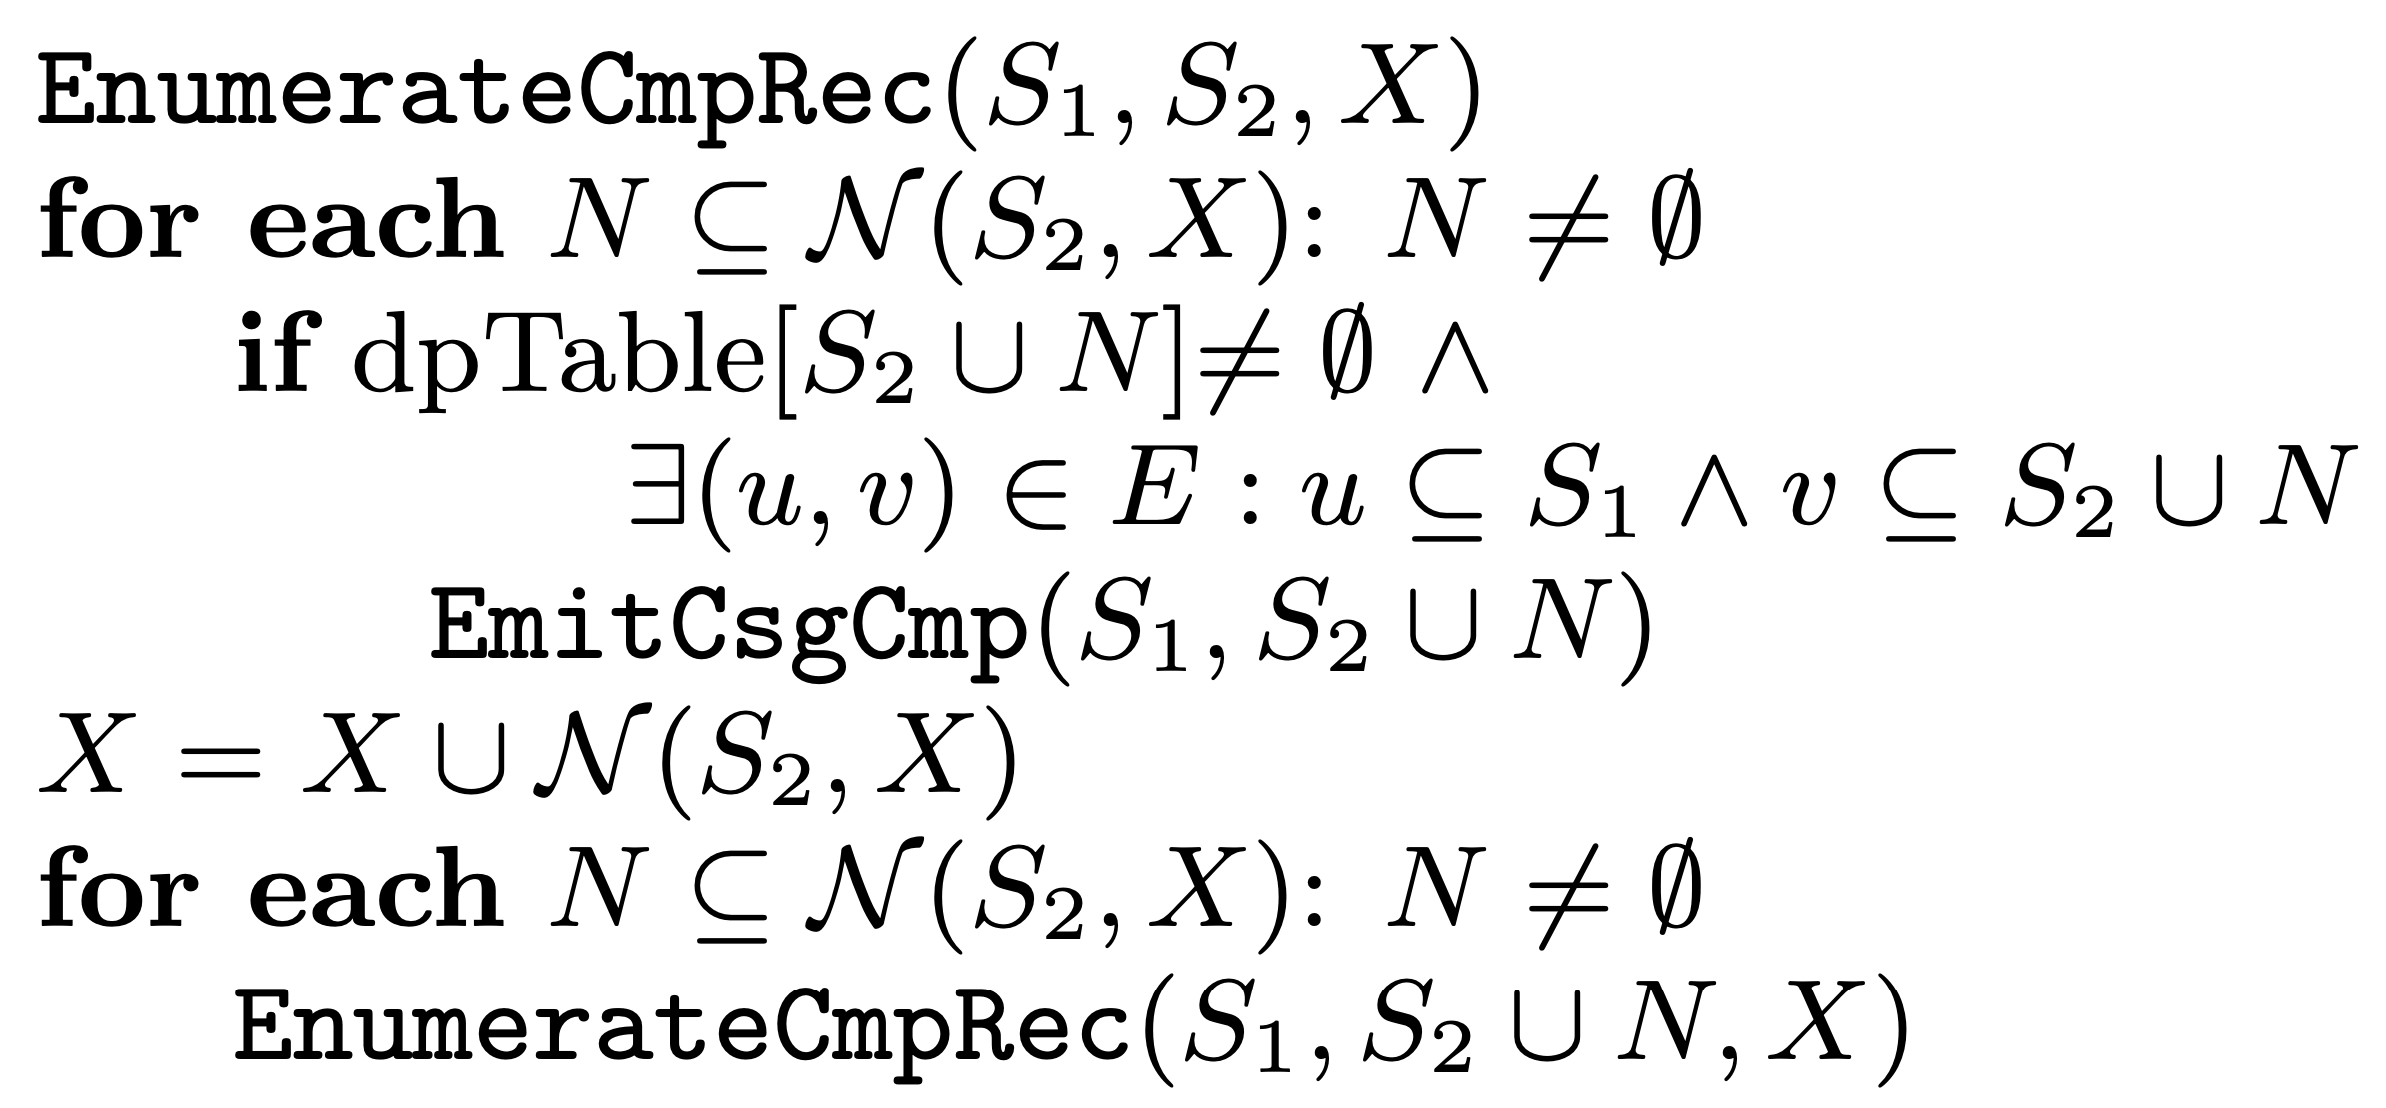 EnumerateCmpRec(S₁, S₂, X)
for each N ⊆ 𝒩(S₂, X): N ≠ ∅
if dpTable[S₂ ∪ N]≠ ∅ ∧
∃(u, v) ∈ E : u ⊆ S₁ ∧ v ⊆ S₂ ∪ N
EmitCsgCmp(S₁, S₂ ∪ N)
X = X ∪ 𝒩(S₂, X)
for each N ⊆ 𝒩(S₂, X): N ≠ ∅
EnumerateCmpRec(S₁, S₂ ∪ N, X)